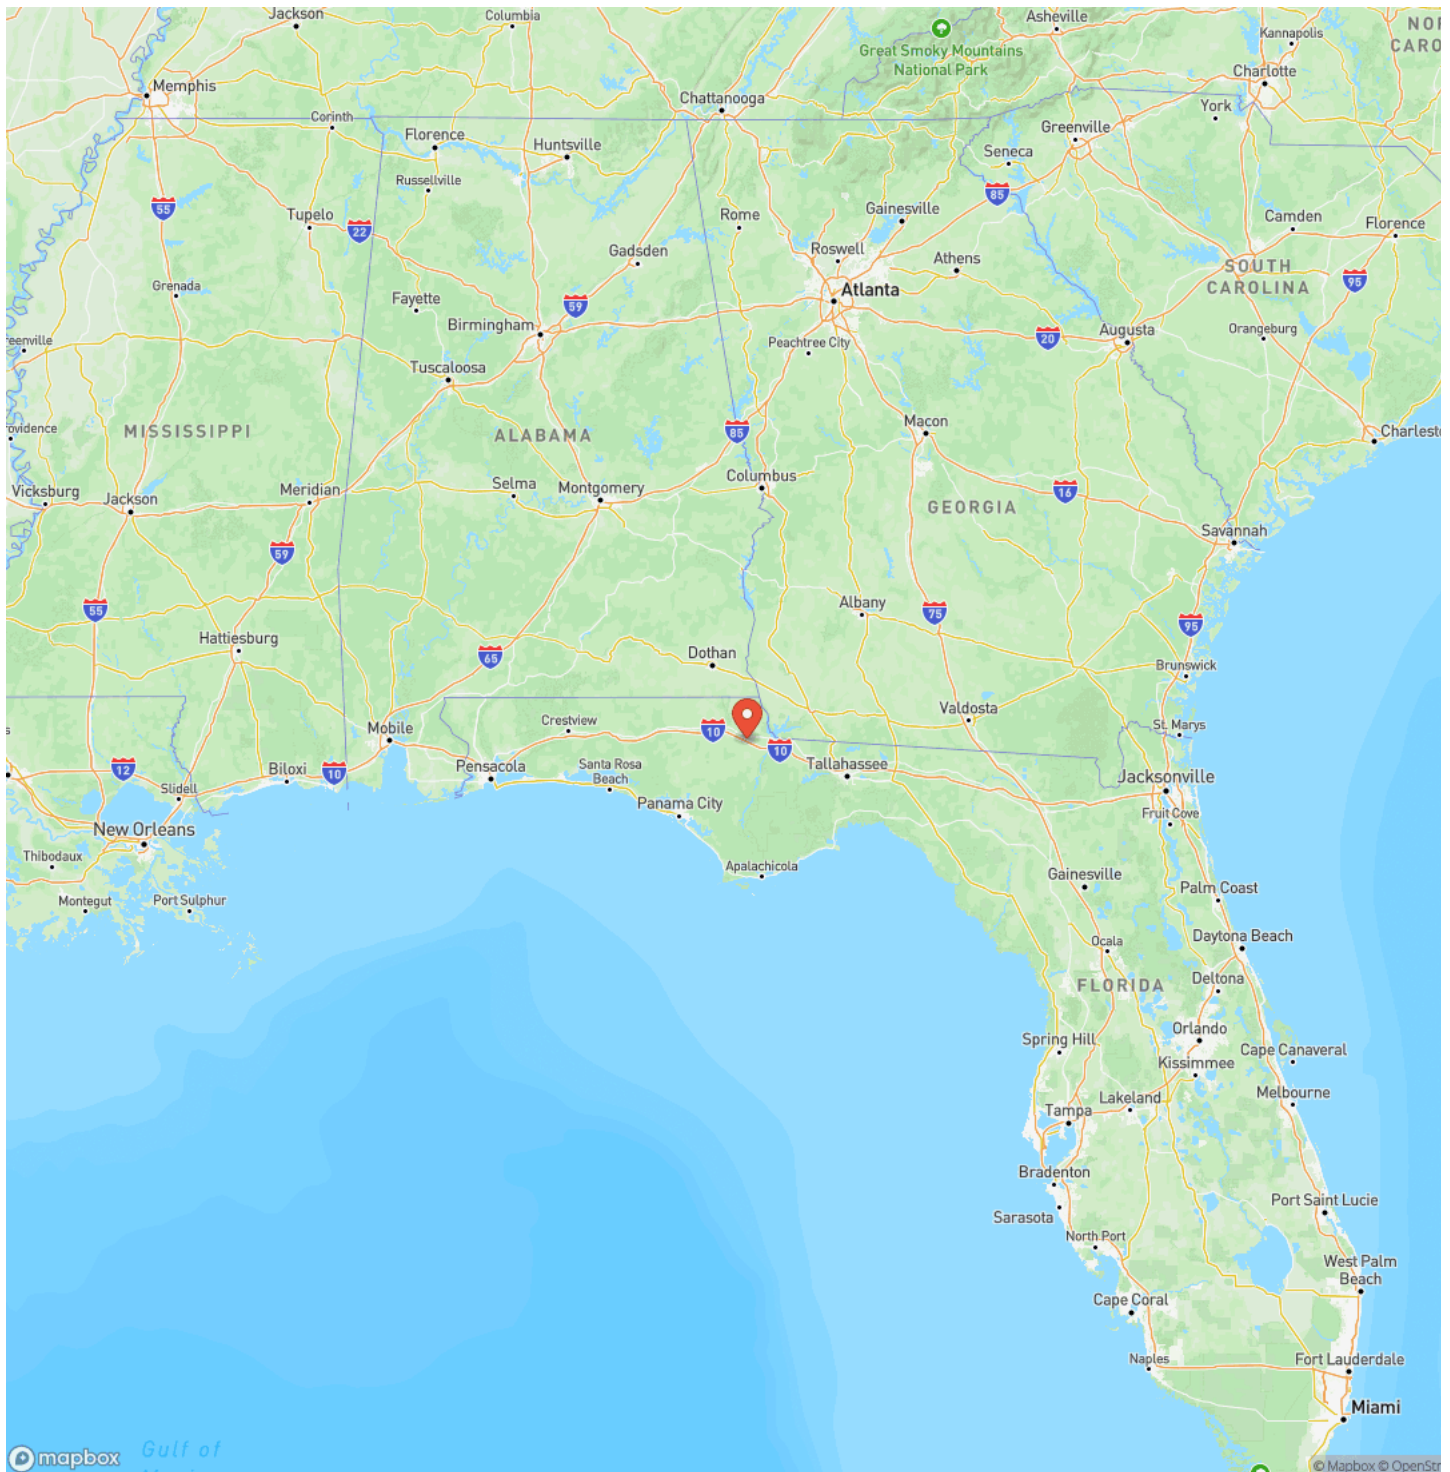 Jackson
Columbia
Asheville
Kannapolis
Great Smoky Mountains
National Park
Charlotte
Memphis
Chattanooga
York
Corinth
Florence
Greenville
Huntsville
Seneca
Russellville
85
55
Tupelo
22
Rome
Gainesville
Camden
Florence
Gadsden
Roswell
Athens
SOUTH
CAROLINA
95
Grenada
Fayette
59
Atlanta
Birmingham
Peachtree City
20
Augusta
Orangeburg
Tuscaloosa
MISSISSIPPI
ALABAMA
85
Macon
Vicksburg
Jackson
Meridian
Selma
Montgomery
Columbus
16
GEORGIA
Savannah
59
55
Albany
75
95
Hattiesburg
65
Dothan
Brunswick
Mobile
Crestview
10
10
Valdosta
St. Marys
12
Biloxi
10
Slidell
Pensacola
Santa Rosa
Beach
Tallahassee
Jacksonville
Panama City
Fruit Cove
New Orleans
Thibodaux
Apalachicola
Gainesville
Palm Coast
Montegut
Port Sulphur
Ocala
Daytona Beach
FLORIDA
Deltona
Orlando
Spring Hill
Cape Canaveral
Kissimmee
Lakeland
Melbourne
Tampa
Bradenton
Sarasota
Port Saint Lucie
North Port
West Palm
Beach
Cape Coral
Naples
Fort Lauderdale
Miami
mapbox
Gulf of
© Mapbox © OpenStr